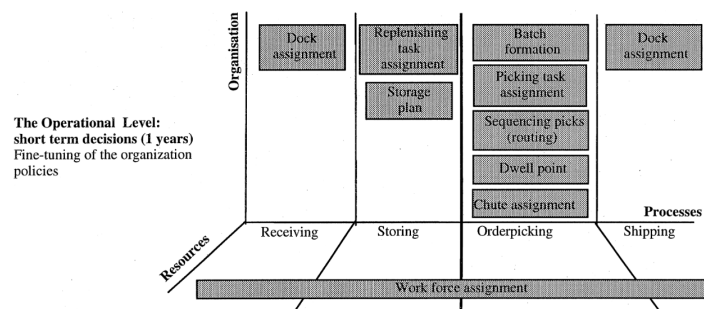 Organisation
Dock
assignment
Replenishing
task
assignment
Storage
plan
Batch
formation
Picking task
assignment
Sequencing picks
(routing)
Dwell point
Chute assignment
Dock
assignment
The Operational Level:
short term decisions (1 years)
Fine-tuning of the organization
policies
Processes
Receiving
Storing
Orderpicking
Shipping
Resources
Work force assignment